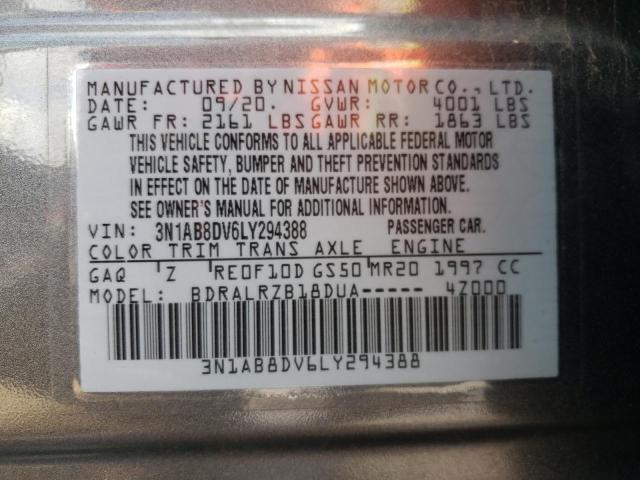 MANUFACTURED BY NISSAN MOTOR CO., LTD.
DATE: 09/20. GVWR: 4001 LBS
GAWR FR: 2161 LBS GAWR RR: 1863 LBS
THIS VEHICLE CONFORMS TO ALL APPLICABLE FEDERAL MOTOR
VEHICLE SAFETY, BUMPER AND THEFT PREVENTION STANDARDS
IN EFFECT ON THE DATE OF MANUFACTURE SHOWN ABOVE.
SEE OWNER'S MANUAL FOR ADDITIONAL INFORMATION.
VIN: 3N1AB8DV6LY294388 PASSENGER CAR.
COLOR TRIM TRANS AXLE ENGINE
GAQ Z RE0F10D GS50 MR20 1997 CC
MODEL: BDRALRZB18DUA----- 4Z000
3N1AB8DV6LY294388